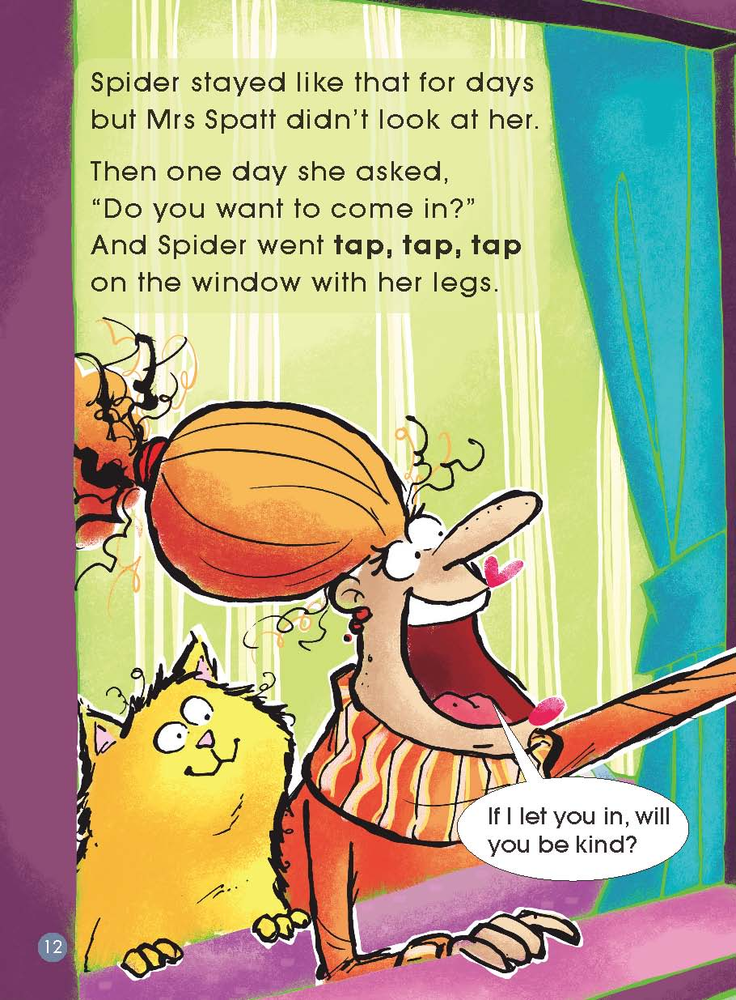 Spider stayed like that for days
but Mrs Spatt didn't look at her.
Then one day she asked,
“Do you want to come in?”
And Spider went tap, tap, tap
on the window with her legs.
If I let you in, will
you be kind?
12